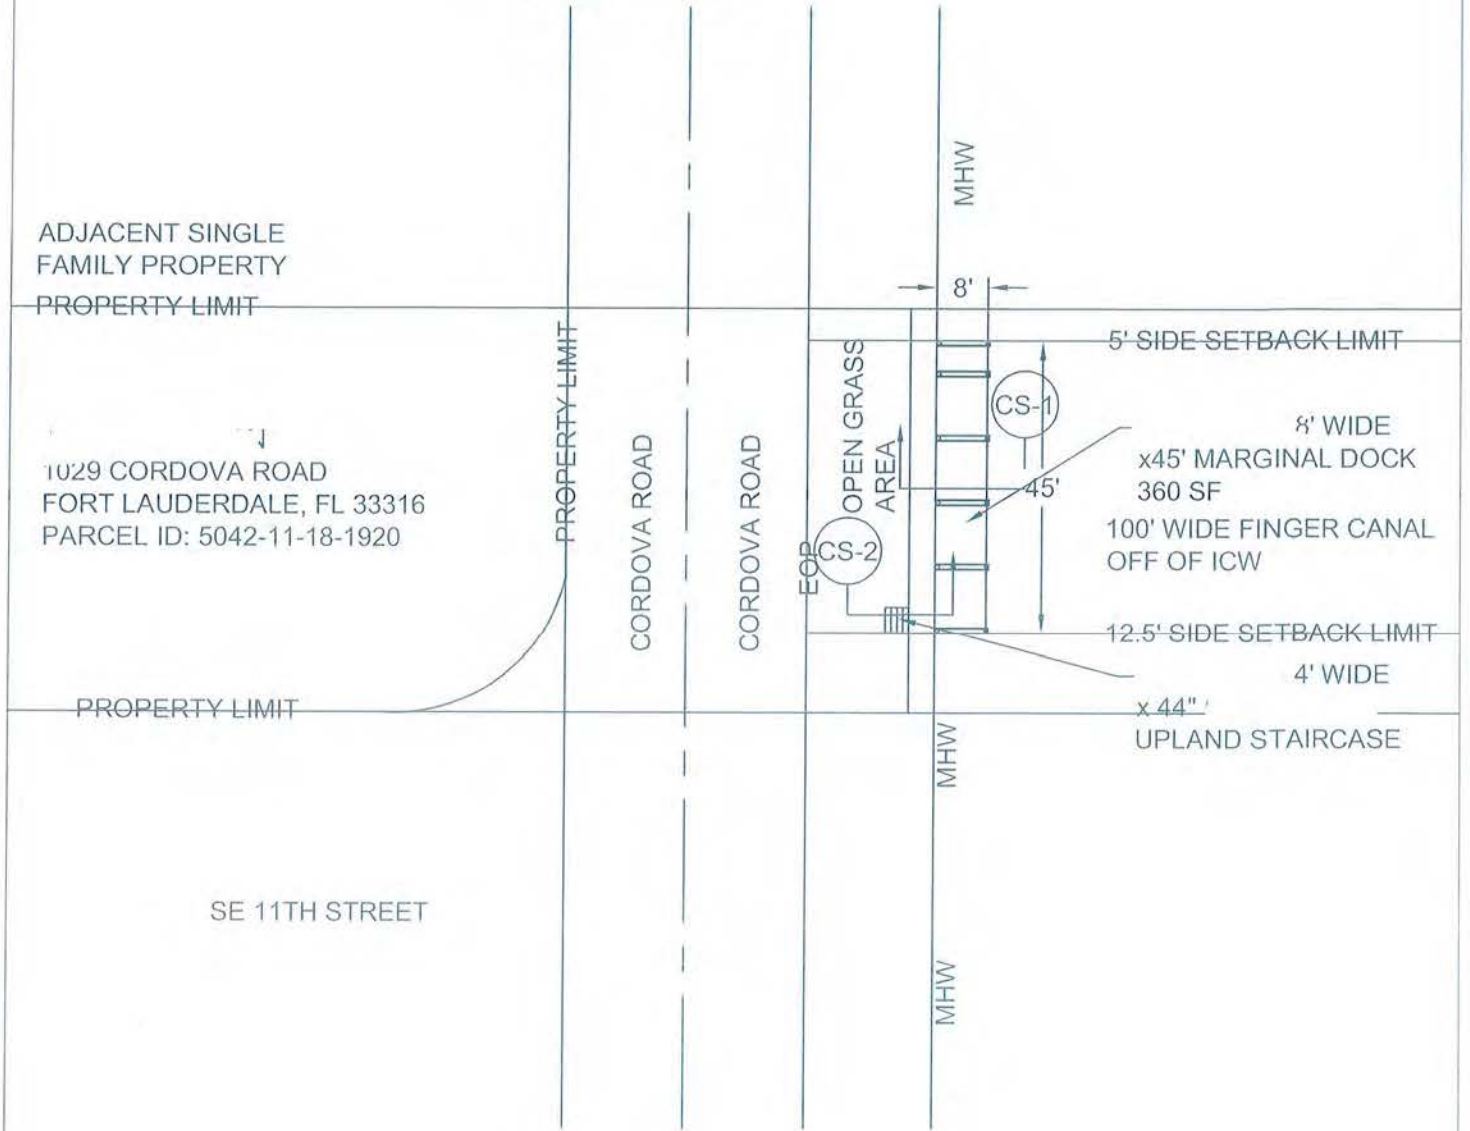 MHW
ADJACENT SINGLE
FAMILY PROPERTY
PROPERTY LIMIT
8'
5' SIDE SETBACK LIMIT
PROPERTY LIMIT
OPEN GRASS
AREA
CS-1
8' WIDE
x45' MARGINAL DOCK
360 SF
45'
1029 CORDOVA ROAD
FORT LAUDERDALE, FL 33316
PARCEL ID: 5042-11-18-1920
CORDOVA ROAD
CORDOVA ROAD
EOP
CS-2
100' WIDE FINGER CANAL
OFF OF ICW
12.5' SIDE SETBACK LIMIT
4' WIDE
x 44"
UPLAND STAIRCASE
PROPERTY LIMIT
MHW
SE 11TH STREET
MHW